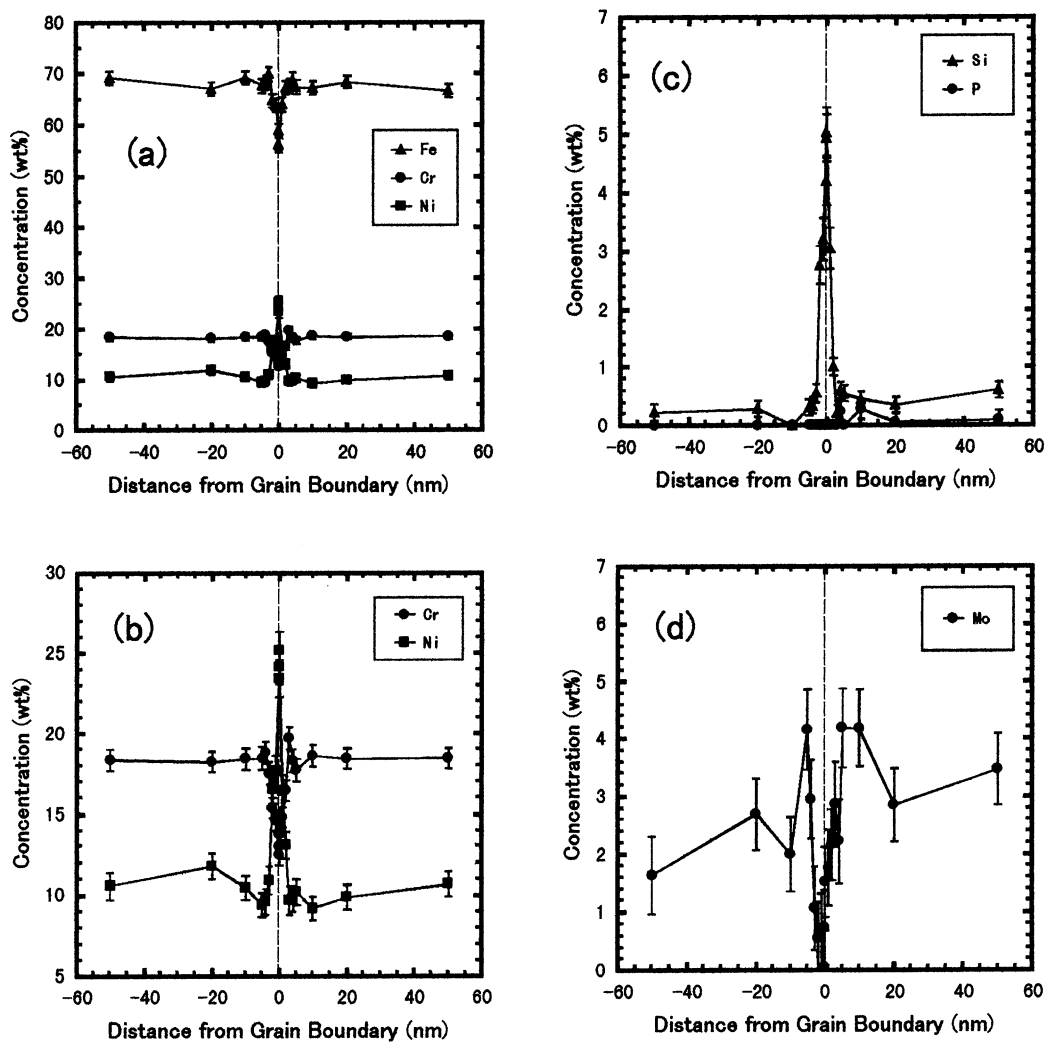 80
70
60
50
40
30
20
10
0
Concentration (wt%)
(a)
Fe
Cr
Ni
-60 -40 -20 0 20 40 60
Distance from Grain Boundary (nm)
7
6
5
4
3
2
1
0
Concentration (wt%)
(c)
Si
P
-60 -40 -20 0 20 40 60
Distance from Grain Boundary (nm)
30
25
20
15
10
5
Concentration (wt%)
(b)
Cr
Ni
-60 -40 -20 0 20 40 60
Distance from Grain Boundary (nm)
7
6
5
4
3
2
1
0
Concentration (wt%)
(d)
Mo
-60 -40 -20 0 20 40 60
Distance from Grain Boundary (nm)